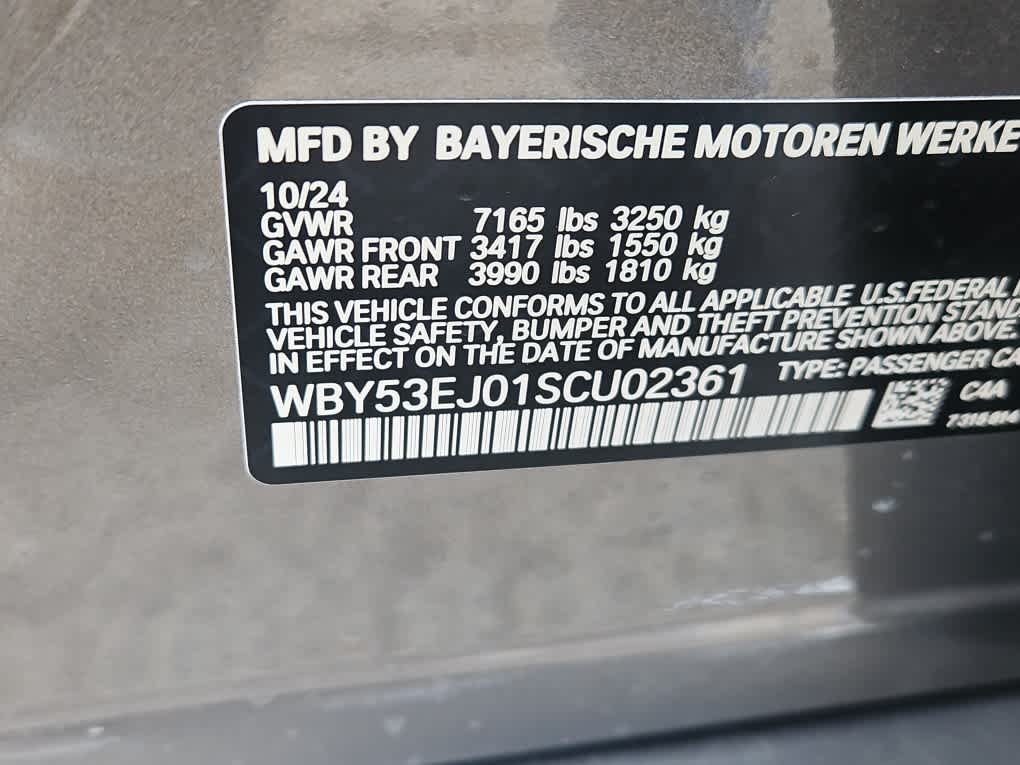 MFD BY BAYERISCHE MOTOREN WERKE
10/24
GVWR 7165 lbs 3250 kg
GAWR FRONT 3417 lbs 1550 kg
GAWR REAR 3990 lbs 1810 kg
THIS VEHICLE CONFORMS TO ALL APPLICABLE U.S.FEDERAL
VEHICLE SAFETY, BUMPER AND THEFT PREVENTION STAND
IN EFFECT ON THE DATE OF MANUFACTURE SHOWN ABOVE.
WBY53EJ01SCU02361 TYPE: PASSENGER CA
C4A